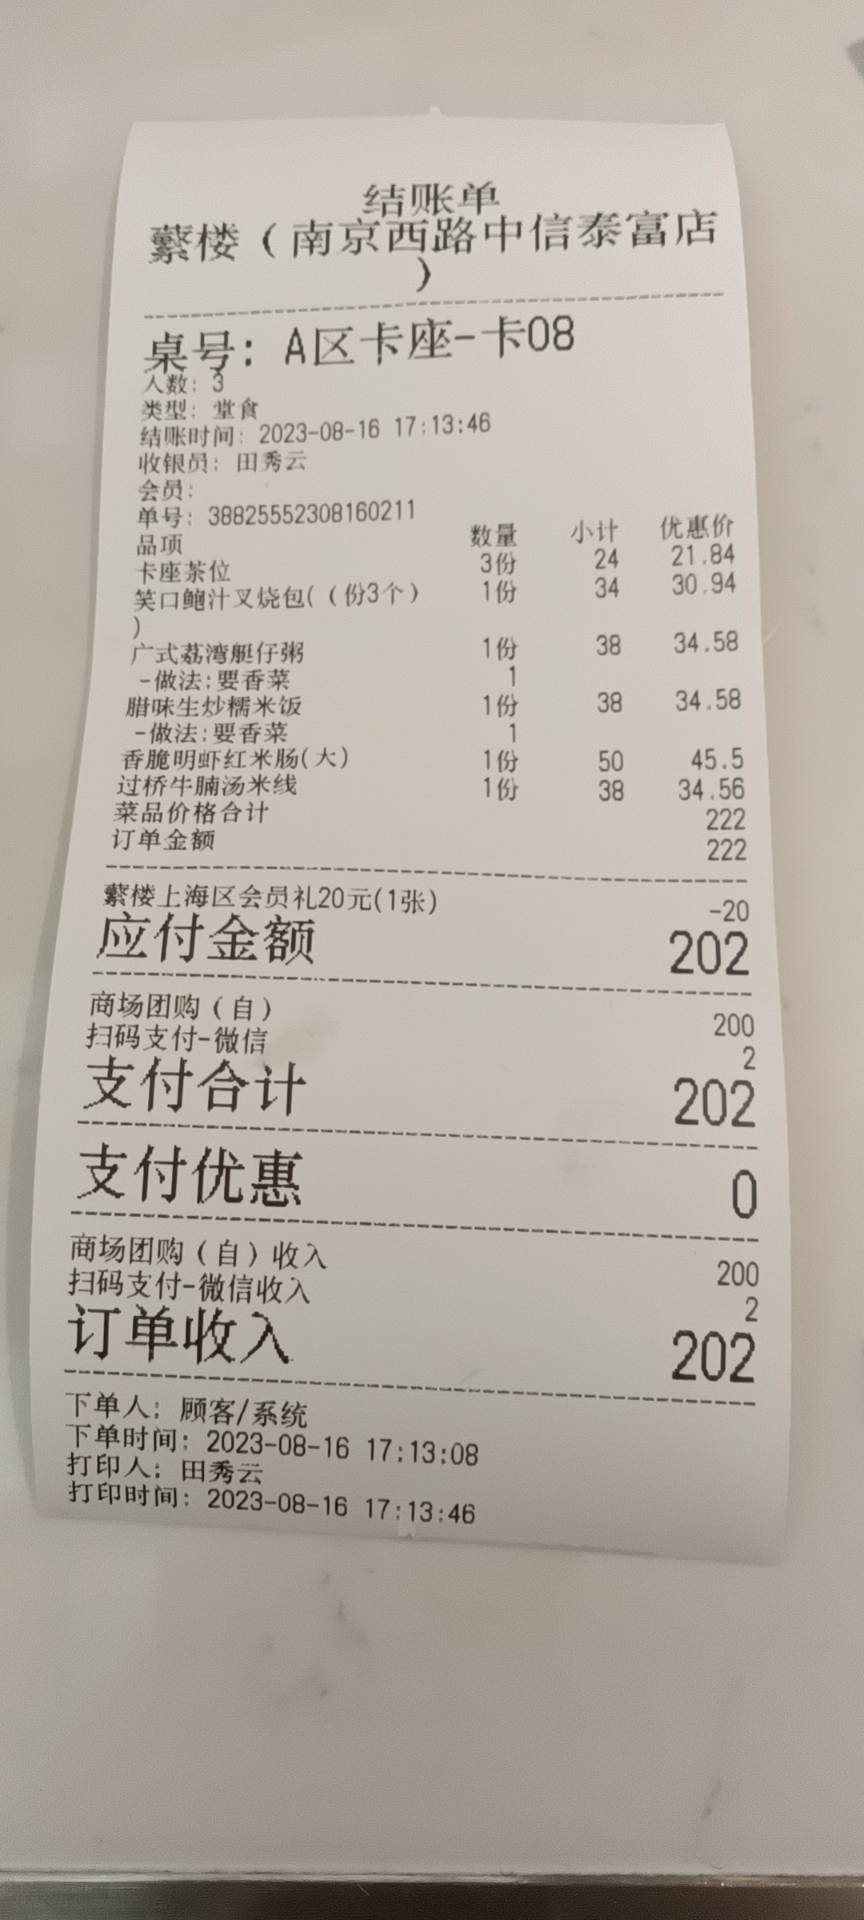 结账单
蘩楼（南京西路中信泰富店
）
桌号: A区卡座-卡08
人数: 3
类型: 堂食
结账时间: 2023-08-16 17:13:46
收银员: 田秀云
会员:
单号: 38825552308160211
品项 数量 小计 优惠价
卡座茶位 3份 24 21.84
笑口鲍汁叉烧包(（份3个） 1份 34 30.94
)
广式荔湾艇仔粥 1份 38 34.58
-做法:要香菜 1
腊味生炒糯米饭 1份 38 34.58
-做法:要香菜 1
香脆明虾红米肠(大) 1份 50 45.5
过桥牛腩汤米线 1份 38 34.56
菜品价格合计 222
订单金额 222
蘩楼上海区会员礼20元(1张) -20
应付金额 202
商场团购（自） 200
扫码支付-微信 2
支付合计 202
支付优惠 0
商场团购（自）收入 200
扫码支付-微信收入 2
订单收入 202
下单人: 顾客/系统
下单时间: 2023-08-16 17:13:08
打印人: 田秀云
打印时间: 2023-08-16 17:13:46